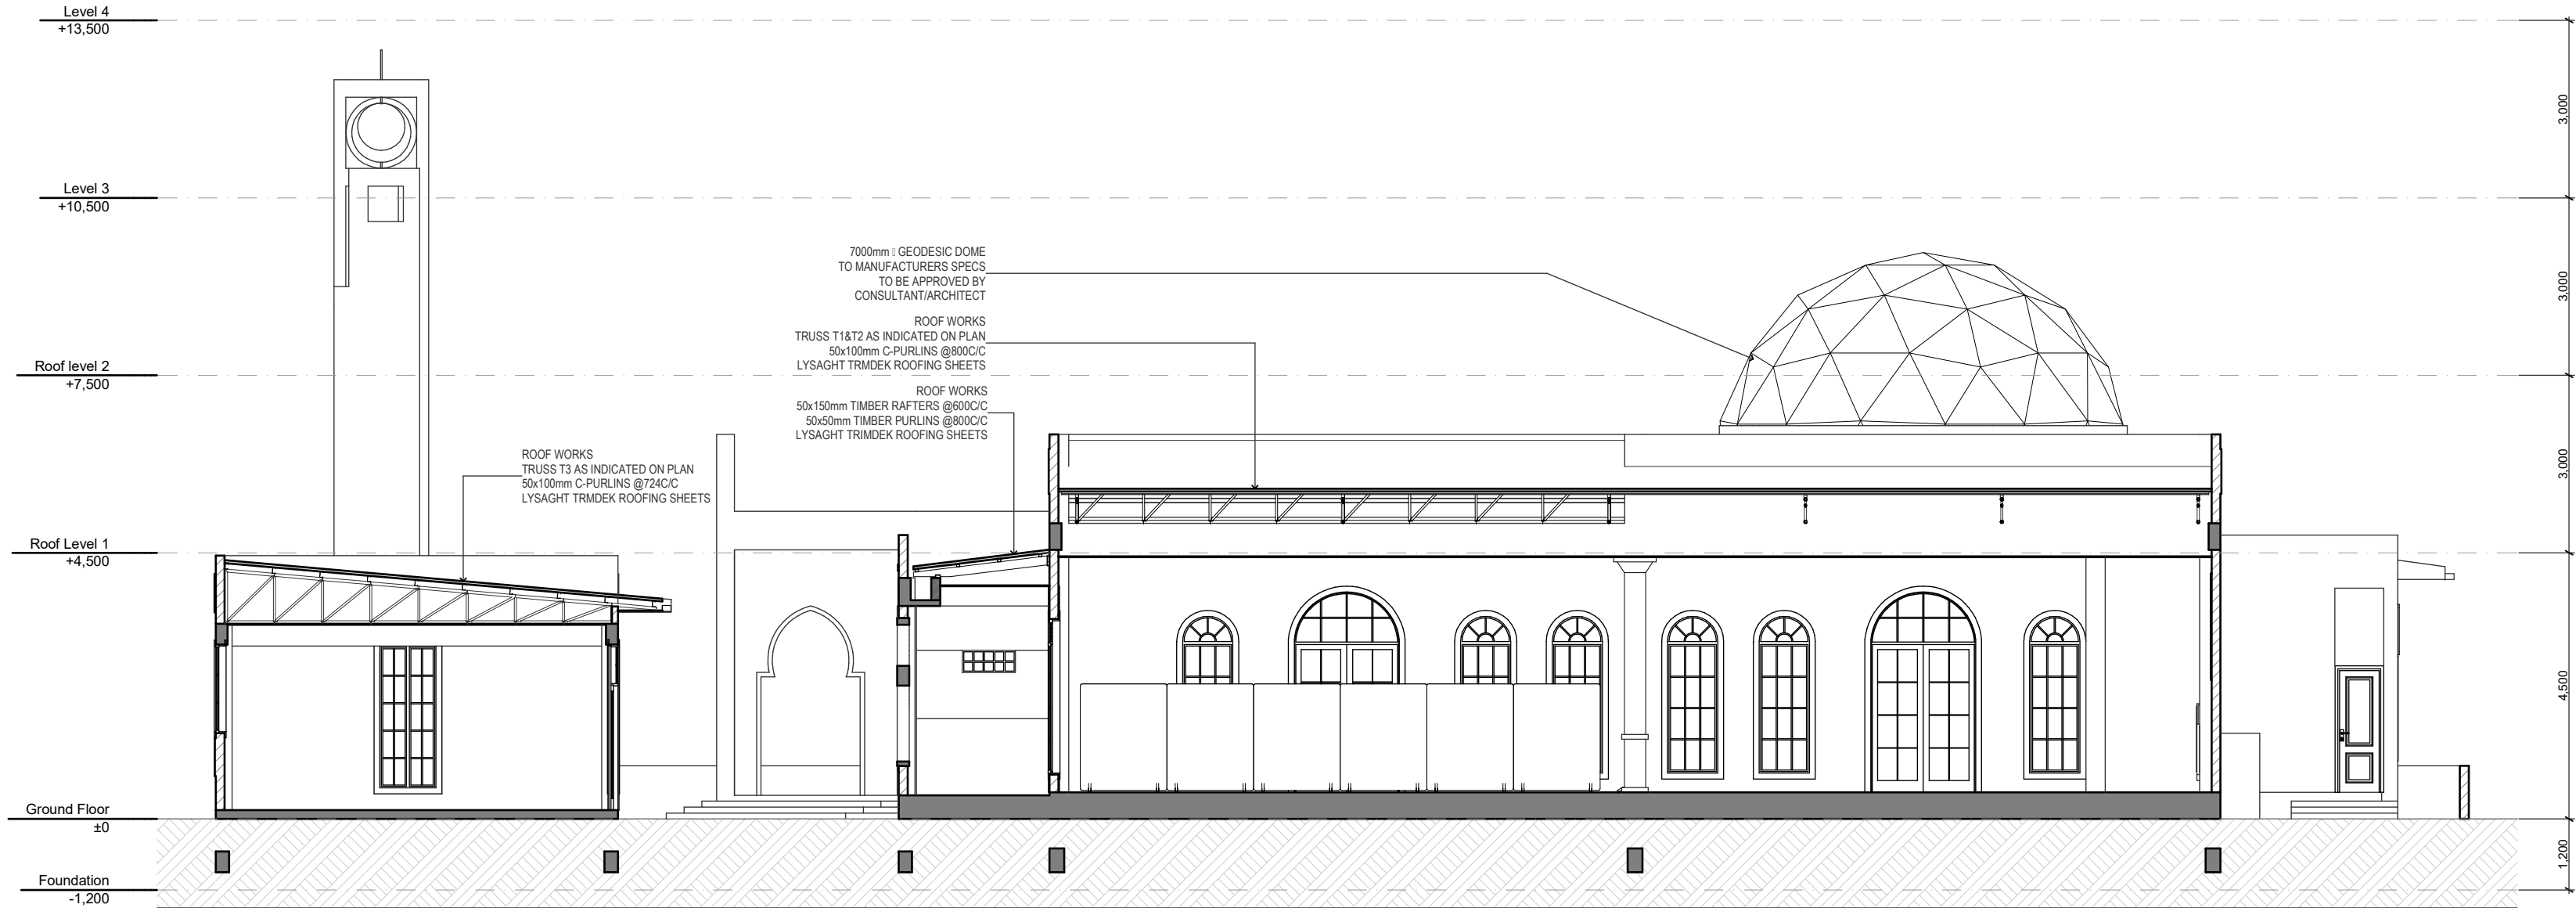 Level 4
+13,500
Level 3
+10,500
Roof level 2
+7,500
Roof Level 1
+4,500
Ground Floor
±0
Foundation
-1,200
7000mm ▯ GEODESIC DOME
TO MANUFACTURERS SPECS
TO BE APPROVED BY
CONSULTANT/ARCHITECT
ROOF WORKS
TRUSS T1&T2 AS INDICATED ON PLAN
50x100mm C-PURLINS @800C/C
LYSAGHT TRMDEK ROOFING SHEETS
ROOF WORKS
50x150mm TIMBER RAFTERS @600C/C
50x50mm TIMBER PURLINS @800C/C
LYSAGHT TRIMDEK ROOFING SHEETS
ROOF WORKS
TRUSS T3 AS INDICATED ON PLAN
50x100mm C-PURLINS @724C/C
LYSAGHT TRMDEK ROOFING SHEETS
3,000
3,000
3,000
4,500
1,200